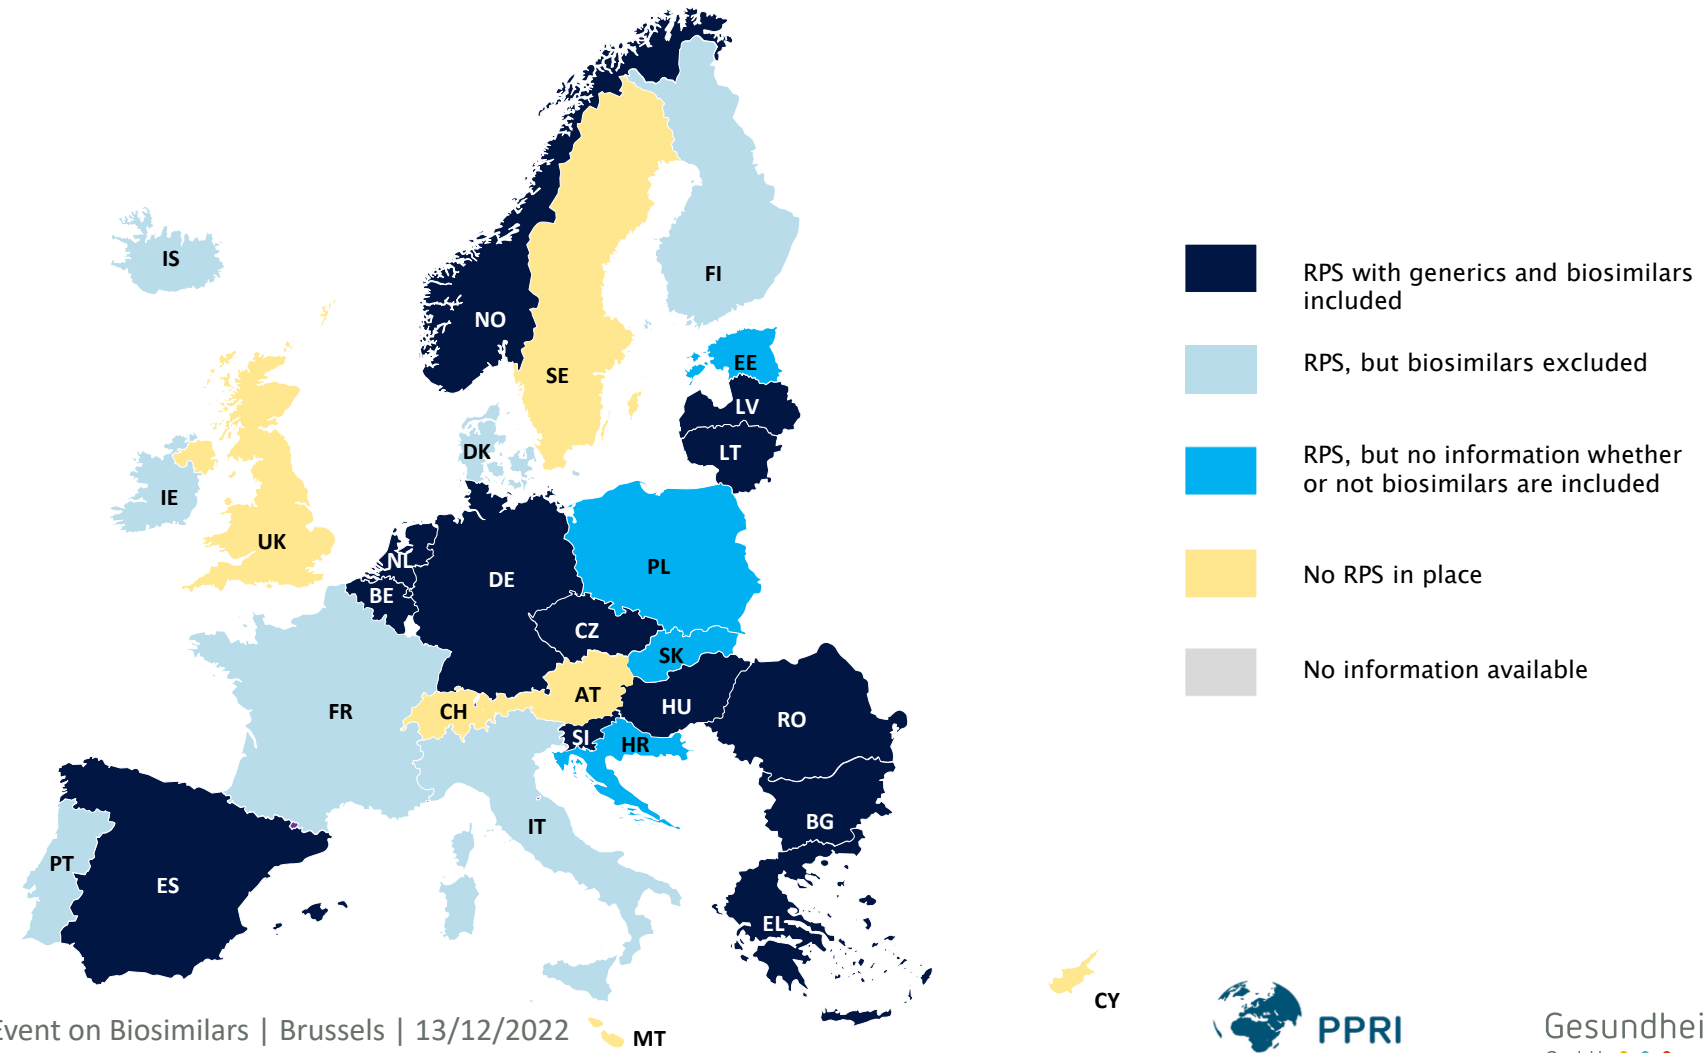 IS
FI
NO
SE
EE
LV
LT
DK
IE
UK
NL
BE
DE
PL
CZ
SK
AT
CH
FR
HU
RO
SI
HR
IT
BG
PT
ES
EL
CY
MT
RPS with generics and biosimilars
included
RPS, but biosimilars excluded
RPS, but no information whether
or not biosimilars are included
No RPS in place
No information available
Event on Biosimilars | Brussels | 13/12/2022
PPRI
Gesundhei